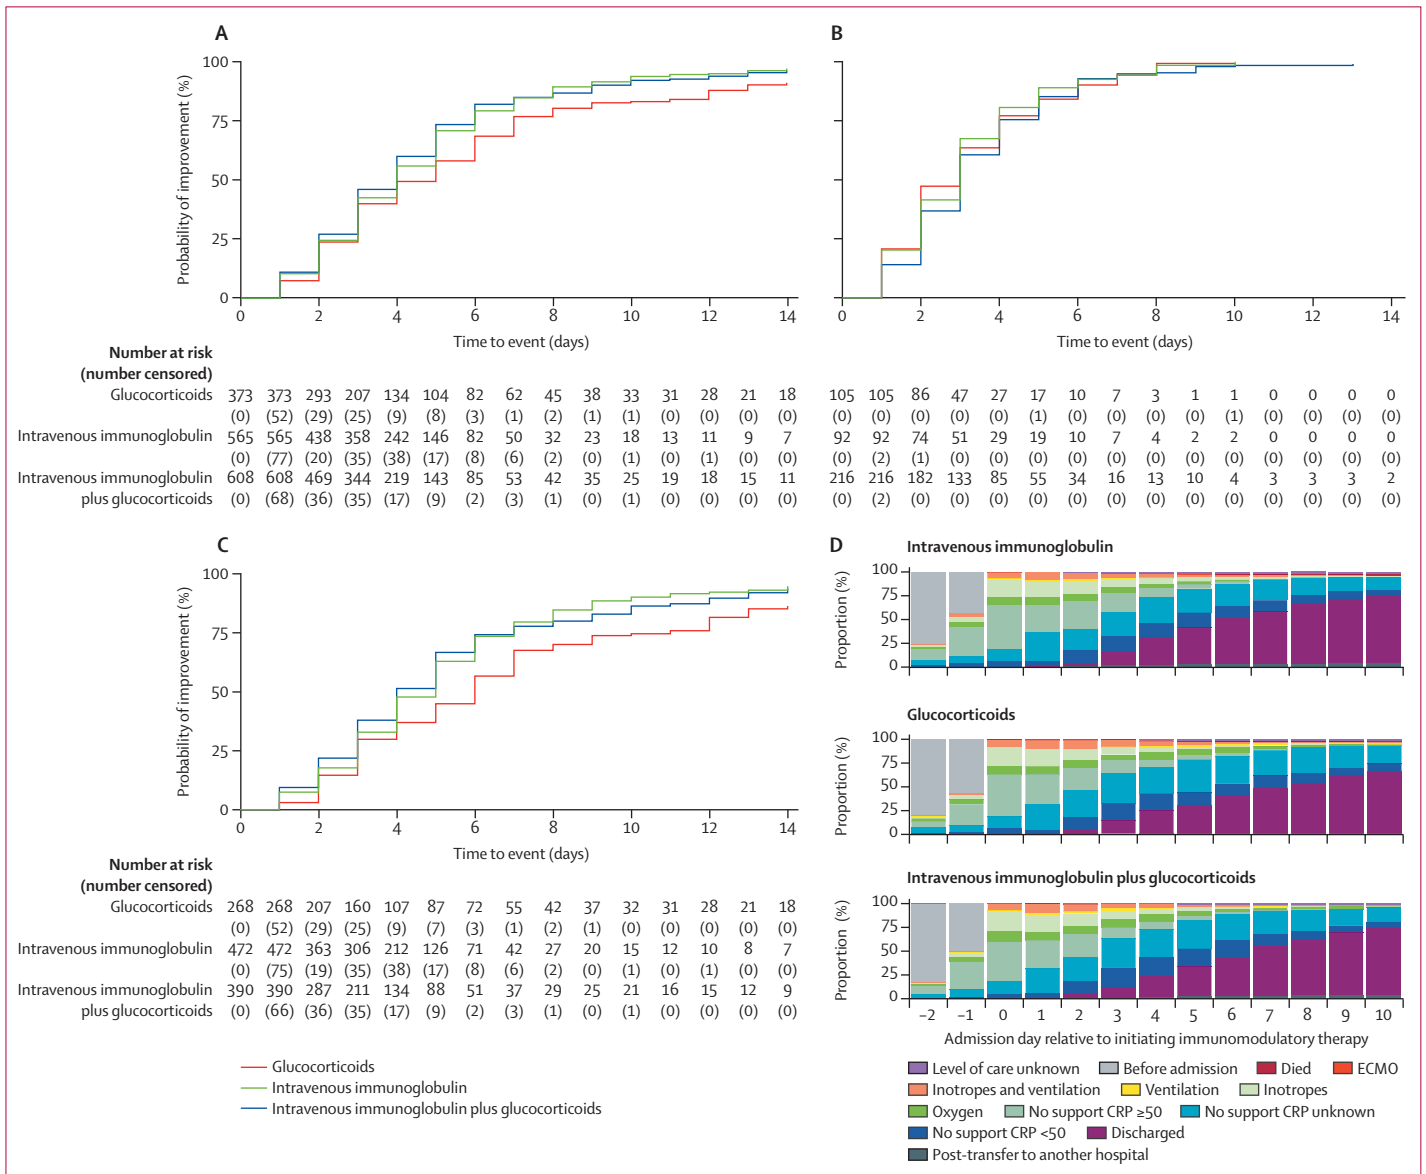 A
100
75
50
25
0
Probability of improvement (%)
0 2 4 6 8 10 12 14
Time to event (days)
B
0 2 4 6 8 10 12 14
Time to event (days)
Number at risk
(number censored)
Glucocorticoids 373 373 293 207 134 104 82 62 45 38 33 31 28 21 18 105 105 86 47 27 17 10 7 3 1 1 0 0 0 0
(0) (52) (29) (25) (9) (8) (3) (1) (2) (1) (1) (0) (0) (0) (0) (0) (0) (0) (0) (0) (1) (0) (0) (0) (0) (1) (0) (0) (0) (0)
Intravenous immunoglobulin 565 565 438 358 242 146 82 50 32 23 18 13 11 9 7 92 92 74 51 29 19 10 7 4 2 2 0 0 0 0
(0) (77) (20) (35) (38) (17) (8) (6) (2) (0) (1) (0) (1) (0) (0) (0) (2) (1) (0) (0) (0) (0) (0) (0) (0) (0) (0) (0) (0) (0)
Intravenous immunoglobulin 608 608 469 344 219 143 85 53 42 35 25 19 18 15 11 216 216 182 133 85 55 34 16 13 10 4 3 3 3 2
plus glucocorticoids (0) (68) (36) (35) (17) (9) (2) (3) (1) (0) (1) (0) (0) (0) (0) (0) (2) (0) (0) (0) (0) (0) (0) (0) (0) (0) (0) (0) (0) (0)
C
100
75
50
25
0
Probability of improvement (%)
0 2 4 6 8 10 12 14
Time to event (days)
Number at risk
(number censored)
Glucocorticoids 268 268 207 160 107 87 72 55 42 37 32 31 28 21 18
(0) (52) (29) (25) (9) (7) (3) (1) (2) (1) (0) (0) (0) (0) (0)
Intravenous immunoglobulin 472 472 363 306 212 126 71 42 27 20 15 12 10 8 7
(0) (75) (19) (35) (38) (17) (8) (6) (2) (0) (1) (0) (1) (0) (0)
Intravenous immunoglobulin 390 390 287 211 134 88 51 37 29 25 21 16 15 12 9
plus glucocorticoids (0) (66) (36) (35) (17) (9) (2) (3) (1) (0) (1) (0) (0) (0) (0)
Glucocorticoids
Intravenous immunoglobulin
Intravenous immunoglobulin plus glucocorticoids
D
Intravenous immunoglobulin
100
75
50
25
0
Proportion (%)
Glucocorticoids
100
75
50
25
0
Proportion (%)
Intravenous immunoglobulin plus glucocorticoids
100
75
50
25
0
Proportion (%)
−2 −1 0 1 2 3 4 5 6 7 8 9 10
Admission day relative to initiating immunomodulatory therapy
Level of care unknown Before admission Died ECMO
Inotropes and ventilation Ventilation Inotropes
Oxygen No support CRP ≥50 No support CRP unknown
No support CRP <50 Discharged
Post-transfer to another hospital